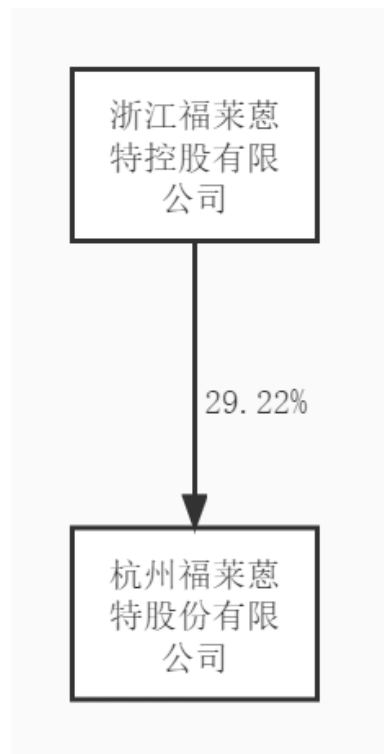 浙江福莱蒽
特控股有限
公司
29.22%
杭州福莱蒽
特股份有限
公司